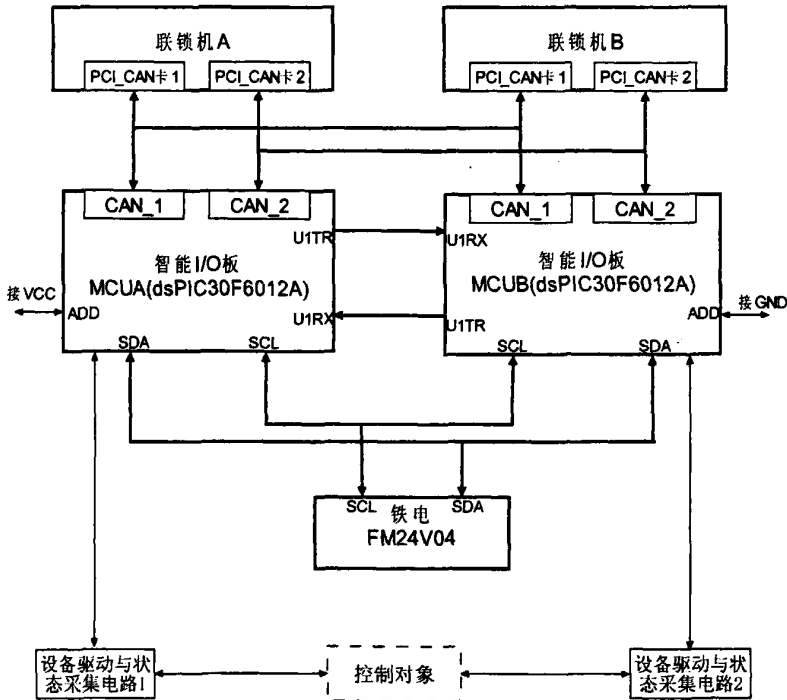 联锁机A
联锁机B
PCI_CAN卡1
PCI_CAN卡2
PCI_CAN卡1
PCI_CAN卡2
CAN_1
CAN_2
CAN_1
CAN_2
U1TR
U1RX
智能I/O板
MCUA(dsPIC30F6012A)
智能I/O板
MCUB(dsPIC30F6012A)
接VCC
ADD
U1RX
U1TR
ADD
接GND
SDA
SCL
SCL
SDA
SCL
SDA
铁电
FM24V04
设备驱动与状
态采集电路1
控制对象
设备驱动与状
态采集电路2